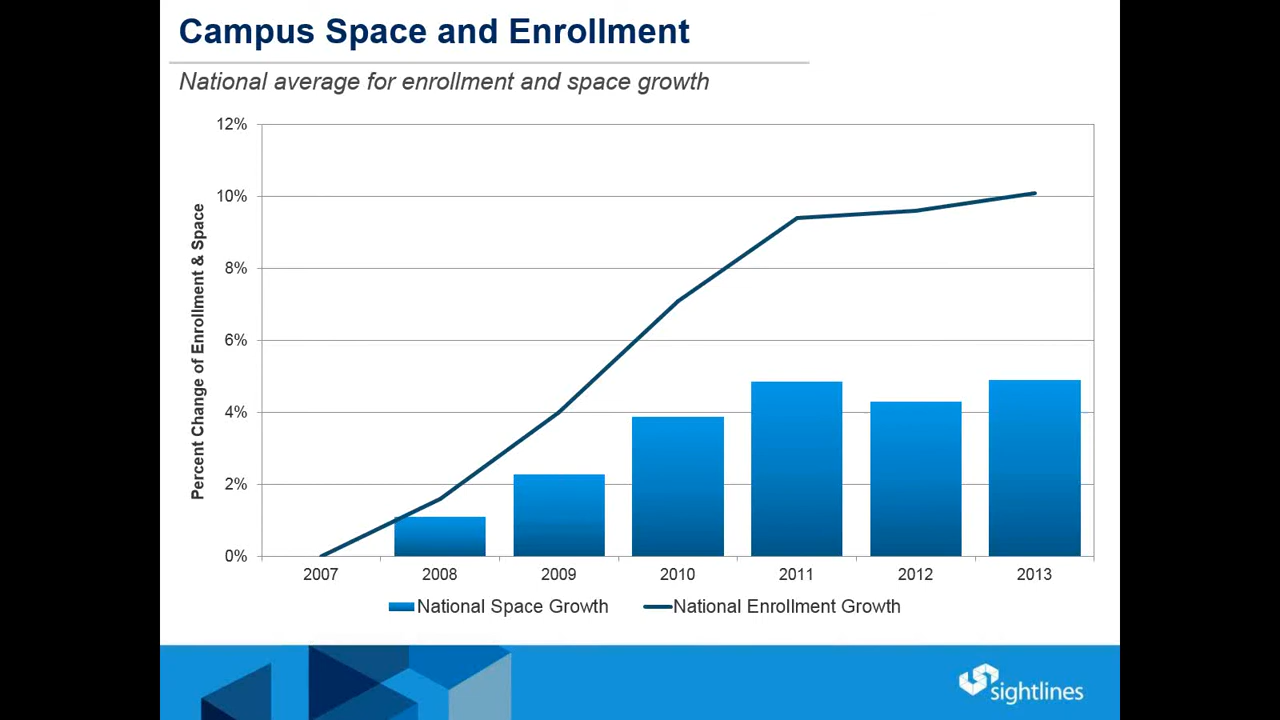 Campus Space and Enrollment
National average for enrollment and space growth
12%
10%
8%
6%
4%
2%
0%
Percent Change of Enrollment & Space
2007 2008 2009 2010 2011 2012 2013
National Space Growth National Enrollment Growth
sightlines